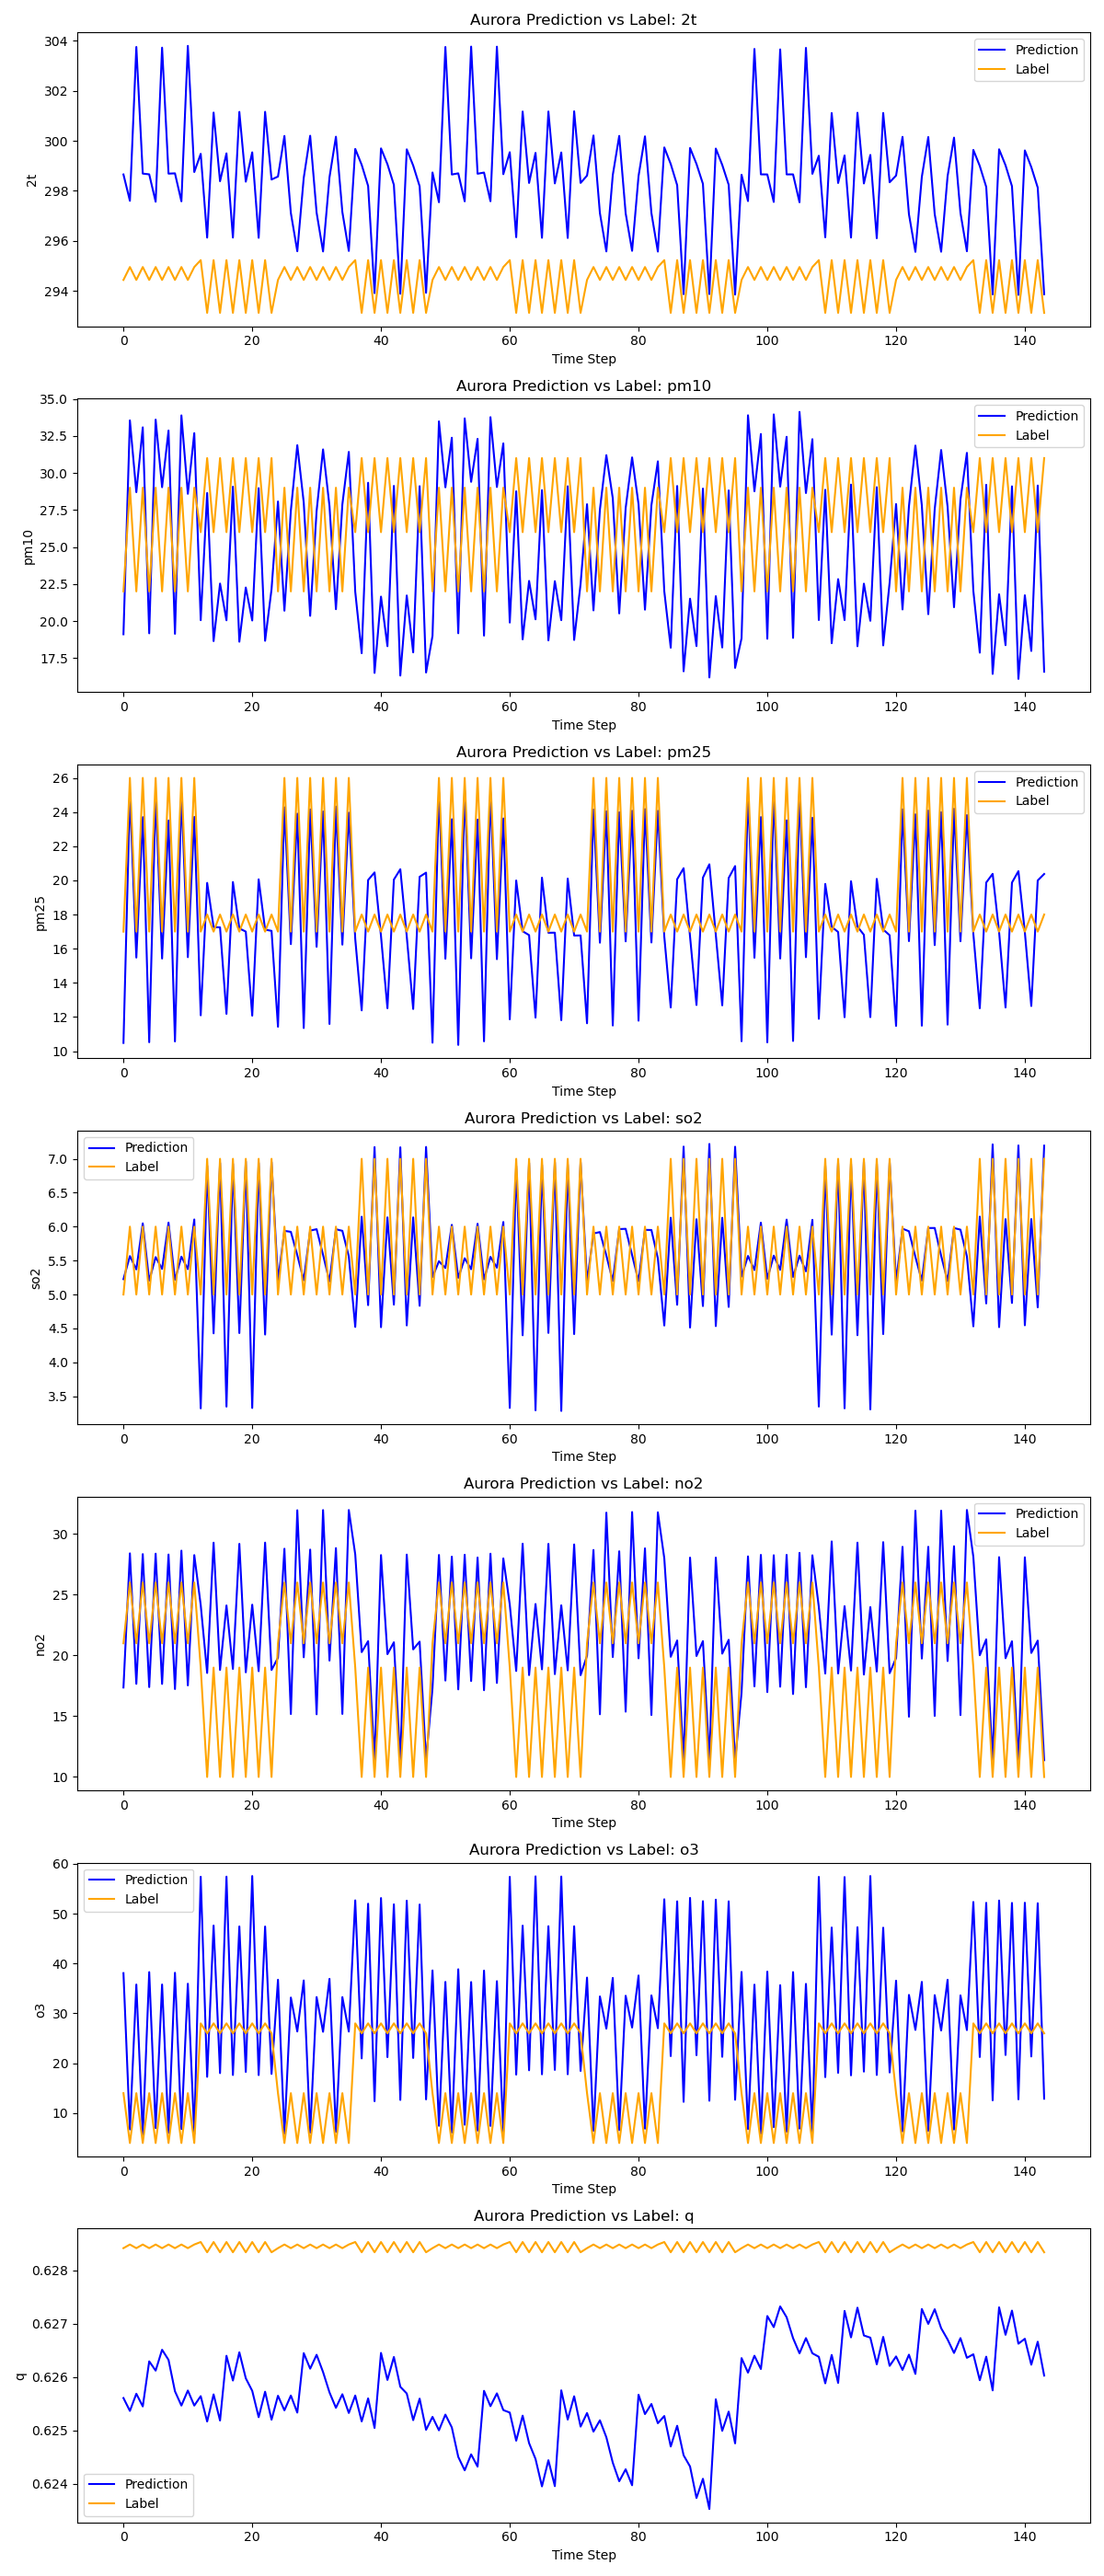 Aurora Prediction vs Label: 2t
304
302
300
298
296
294
2t
Prediction
Label
0 20 40 60 80 100 120 140
Time Step
Aurora Prediction vs Label: pm10
35.0
32.5
30.0
27.5
25.0
22.5
20.0
17.5
pm10
Prediction
Label
0 20 40 60 80 100 120 140
Time Step
Aurora Prediction vs Label: pm25
26
24
22
20
18
16
14
12
10
pm25
Prediction
Label
0 20 40 60 80 100 120 140
Time Step
Aurora Prediction vs Label: so2
7.0
6.5
6.0
5.5
5.0
4.5
4.0
3.5
so2
Prediction
Label
0 20 40 60 80 100 120 140
Time Step
Aurora Prediction vs Label: no2
30
25
20
15
10
no2
Prediction
Label
0 20 40 60 80 100 120 140
Time Step
Aurora Prediction vs Label: o3
60
50
40
30
20
10
o3
Prediction
Label
0 20 40 60 80 100 120 140
Time Step
Aurora Prediction vs Label: q
0.628
0.627
0.626
0.625
0.624
q
Prediction
Label
0 20 40 60 80 100 120 140
Time Step